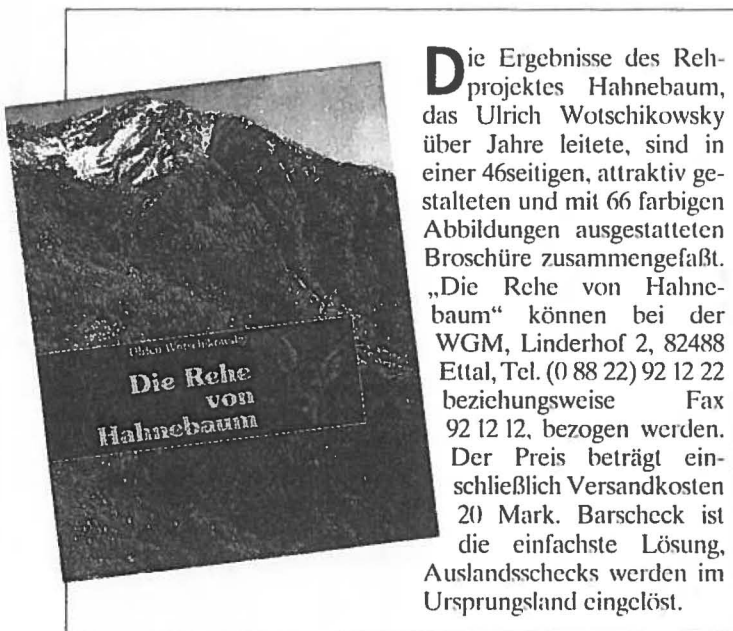 Ulrich Wotschikowsky
Die Rehe
von
Hahnebaum
Die Ergebnisse des Reh-
projektes Hahnebaum,
das Ulrich Wotschikowsky
über Jahre leitete, sind in
einer 46seitigen, attraktiv ge-
stalteten und mit 66 farbigen
Abbildungen ausgestatteten
Broschüre zusammengefaßt.
„Die Rehe von Hahne-
baum“ können bei der
WGM, Linderhof 2, 82488
Ettal, Tel. (0 88 22) 92 12 22
beziehungsweise Fax
92 12 12, bezogen werden.
Der Preis beträgt ein-
schließlich Versandkosten
20 Mark. Barscheck ist
die einfachste Lösung,
Auslandsschecks werden im
Ursprungsland eingelöst.